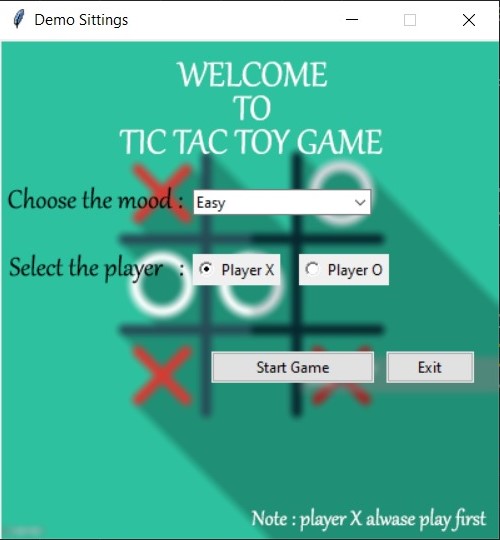 Demo Sittings
WELCOME
TO
TIC TAC TOY GAME
Choose the mood : Easy
Select the player : Player X Player O
Start Game Exit
Note : player X alwase play first